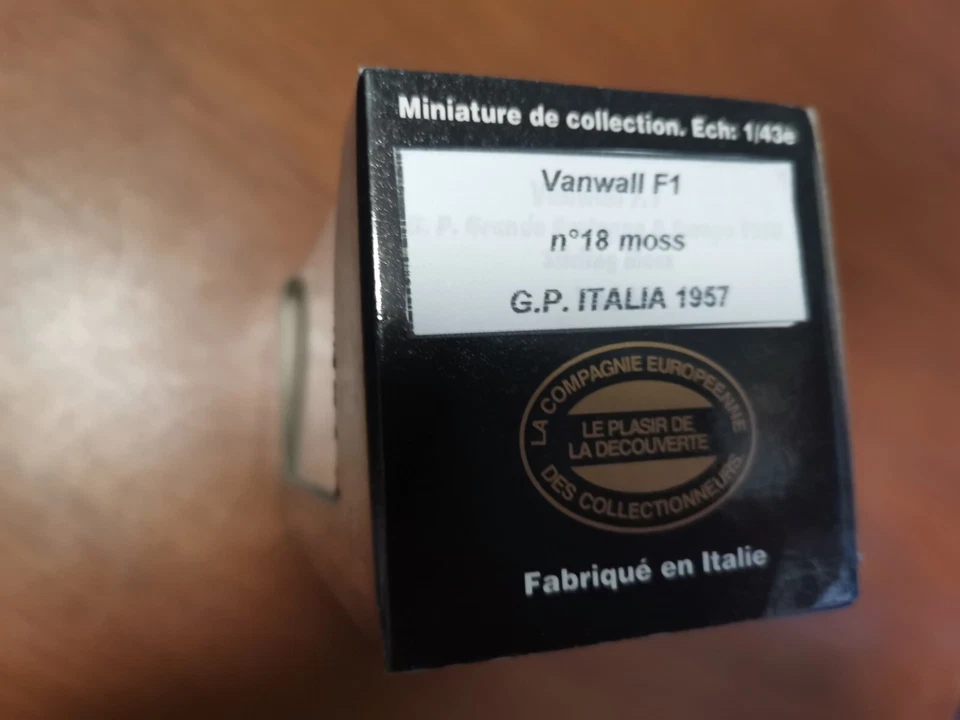 Miniature de collection. Ech: 1/43e
Vanwall F1
n°18 moss
G.P. ITALIA 1957
LA COMPAGNIE EUROPEENNE
LE PLASIR DE
LA DECOUVERTE
DES COLLECTIONNEURS.
Fabriqué en Italie